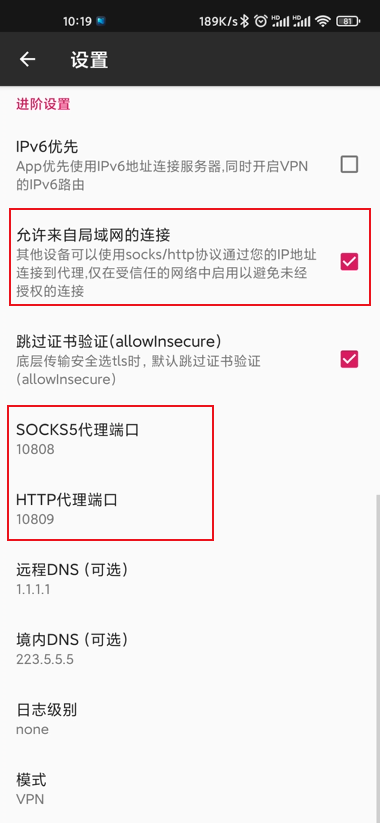 10:19
189K/s HD HD 81
设置
进阶设置
IPv6优先
App优先使用IPv6地址连接服务器,同时开启VPN
的IPv6路由
允许来自局域网的连接
其他设备可以使用socks/http协议通过您的IP地址
连接到代理,仅在受信任的网络中启用以避免未经
授权的连接
跳过证书验证(allowInsecure)
底层传输安全选tls时，默认跳过证书验证
(allowInsecure)
SOCKS5代理端口
10808
HTTP代理端口
10809
远程DNS (可选)
1.1.1.1
境内DNS (可选)
223.5.5.5
日志级别
none
模式
VPN